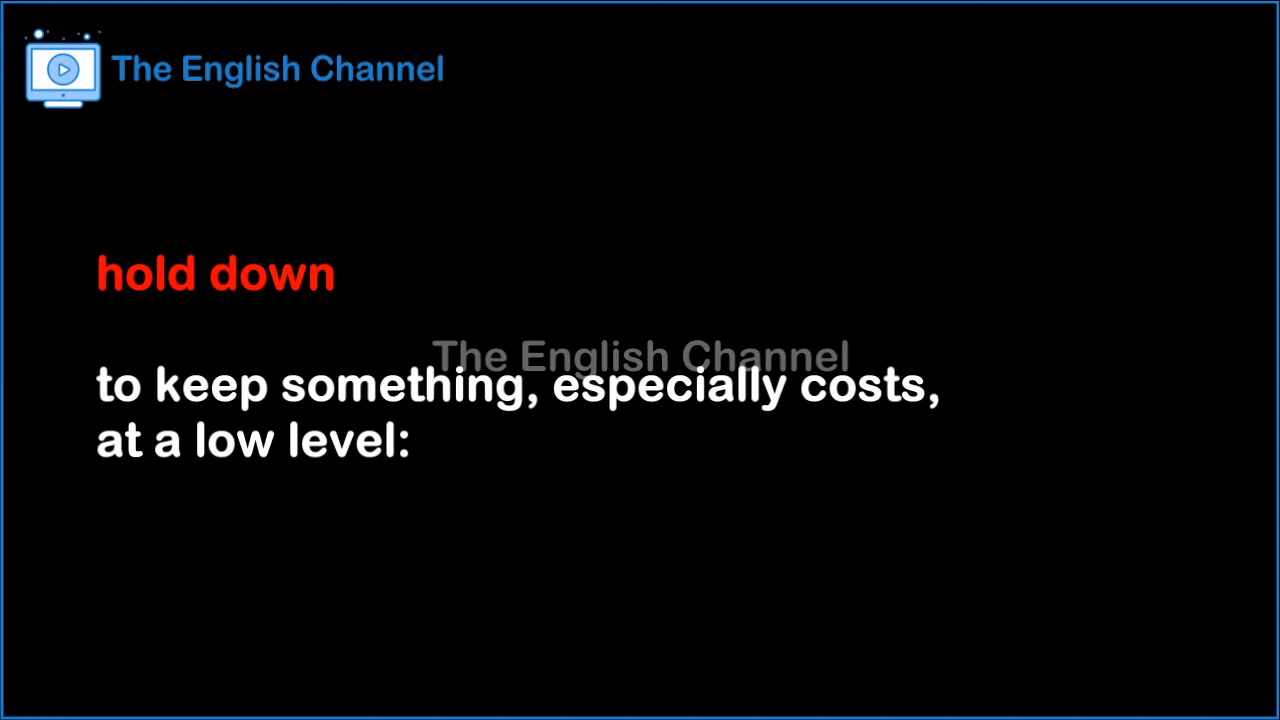 The English Channel
hold down
The English Channel
to keep something, especially costs,
at a low level: